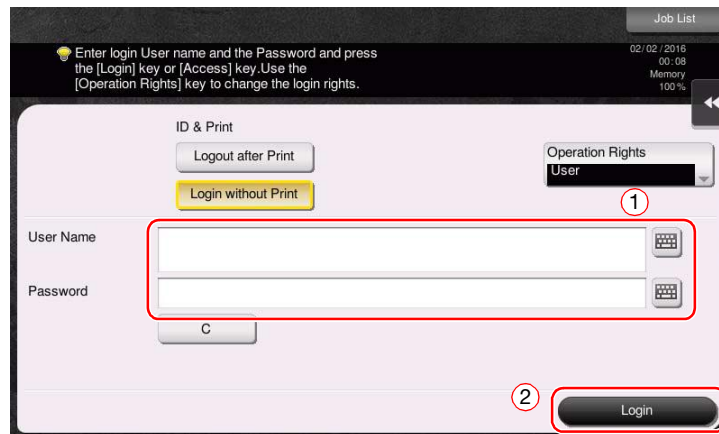 Job List
Enter login User name and the Password and press
the [Login] key or [Access] key.Use the
[Operation Rights] key to change the login rights.
02/02/2016
00:08
Memory
100 %
ID & Print
Logout after Print
Login without Print
Operation Rights
User
1
User Name
Password
C
2
Login